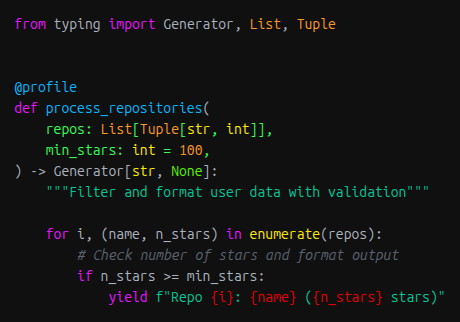 from typing import Generator, List, Tuple
@profile
def process_repositories(
    repos: List[Tuple[str, int]],
    min_stars: int = 100,
) -> Generator[str, None]:
    """Filter and format user data with validation"""
    for i, (name, n_stars) in enumerate(repos):
        # Check number of stars and format output
        if n_stars >= min_stars:
            yield f"Repo {i}: {name} ({n_stars} stars)"